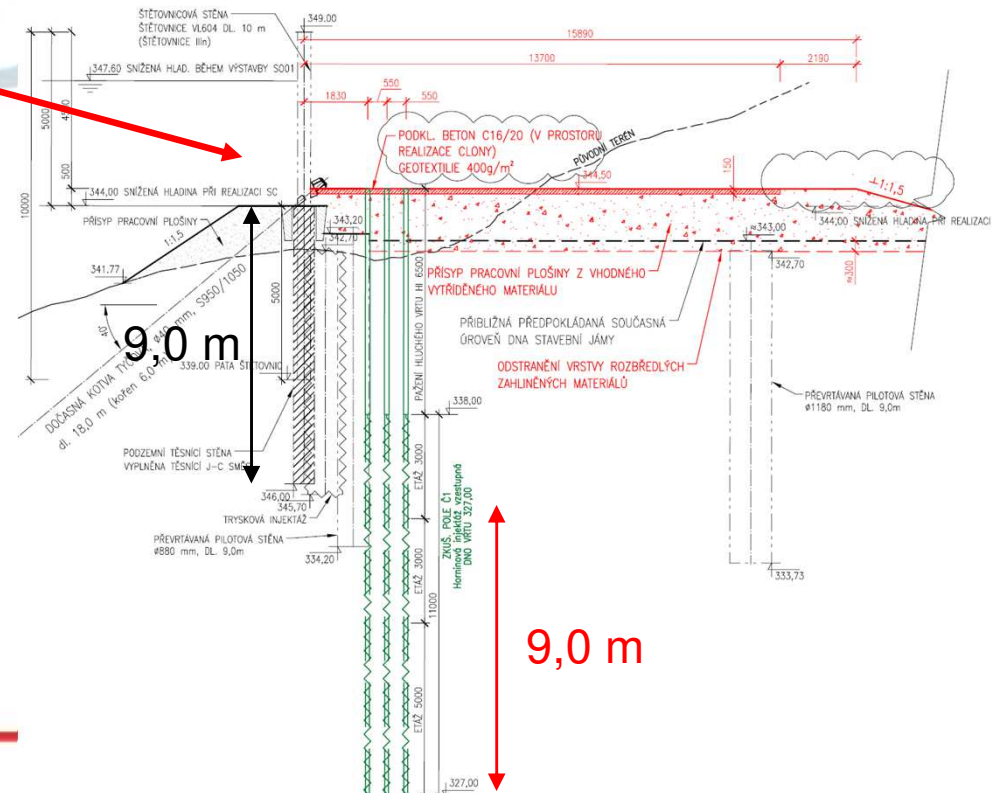 ŠTĚTOVNICOVÁ STĚNA
ŠTĚTOVNICE VL604 DL. 10 m
(ŠTĚTOVNICE IIIn)
349.00
347.60 SNÍŽENÁ HLAD. BĚHEM VÝSTAVBY SO01
15890
13700
2190
550
1830
550
5000
500
10000
PODKL. BETON C16/20 (V PROSTORU
REALIZACE CLONY)
GEOTEXTILIE 400g/m²
PŮVODNÍ TERÉN
344,50
150
⊥1:1,5
344,00 SNÍŽENÁ HLADINA PŘI REALIZACI SC
344,00 SNÍŽENÁ HLADINA PŘI REALIZACI
PŘÍSYP PRACOVNÍ PLOŠINY
1:1,5
343,20
342,70
≈343,00
342,70
≈300
341.77
40°
5000
PŘÍSYP PRACOVNÍ PLOŠINY Z VHODNÉHO
VYTŘÍDĚNÉHO MATERIÁLU
PŘIBLIŽNÁ PŘEDPOKLÁDANÁ SOUČASNÁ
ÚROVEŇ DNA STAVEBNÍ JÁMY
ODSTRANĚNÍ VRSTVY ROZBŘEDLÝCH
ZAHLINĚNÝCH MATERIÁLŮ
PŘEVRTÁVANÁ PILOTOVÁ STĚNA
ø1180 mm, DL. 9,0m
9,0 m
339.00 PATA ŠTĚTOVNIC
DOČASNÁ KOTVA TYČOVÁ, ø40 mm, S950/1050
dl. 18,0 m (kořen 6,0 m)
PAŽENÍ HLUCHÉHO VRTU Hl 6500
338,00
PODZEMNÍ TĚSNÍCÍ STĚNA
VYPLNĚNA TĚSNÍCÍ J-C SMĚSÍ
346,00
345,70
TRYSKOVÁ INJEKTÁŽ
PŘEVRTÁVANÁ PILOTOVÁ STĚNA
ø880 mm, DL. 9,0m
334,20
ETÁŽ 3000
ETÁŽ 3000
ETÁŽ 5000
11000
ZKUŠ. POLE Č1
Horninová injektáž vzestupná
DNO VRTU 327,00
333,73
9,0 m
327,00